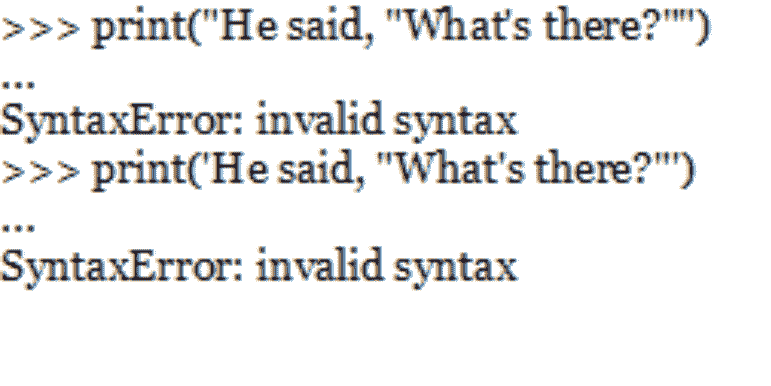 >>> print("He said, "What's there?"")
...
SyntaxError: invalid syntax
>>> print('He said, "What's there?"')
...
SyntaxError: invalid syntax